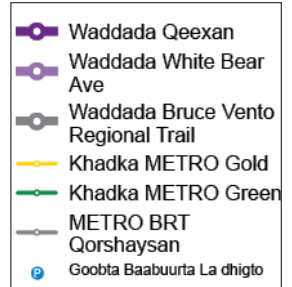 Waddada Qeexan
Waddada White Bear
Ave
Waddada Bruce Vento
Regional Trail
Khadka METRO Gold
Khadka METRO Green
METRO BRT
Qorshaysan
P Goobta Baabuurta La dhigto